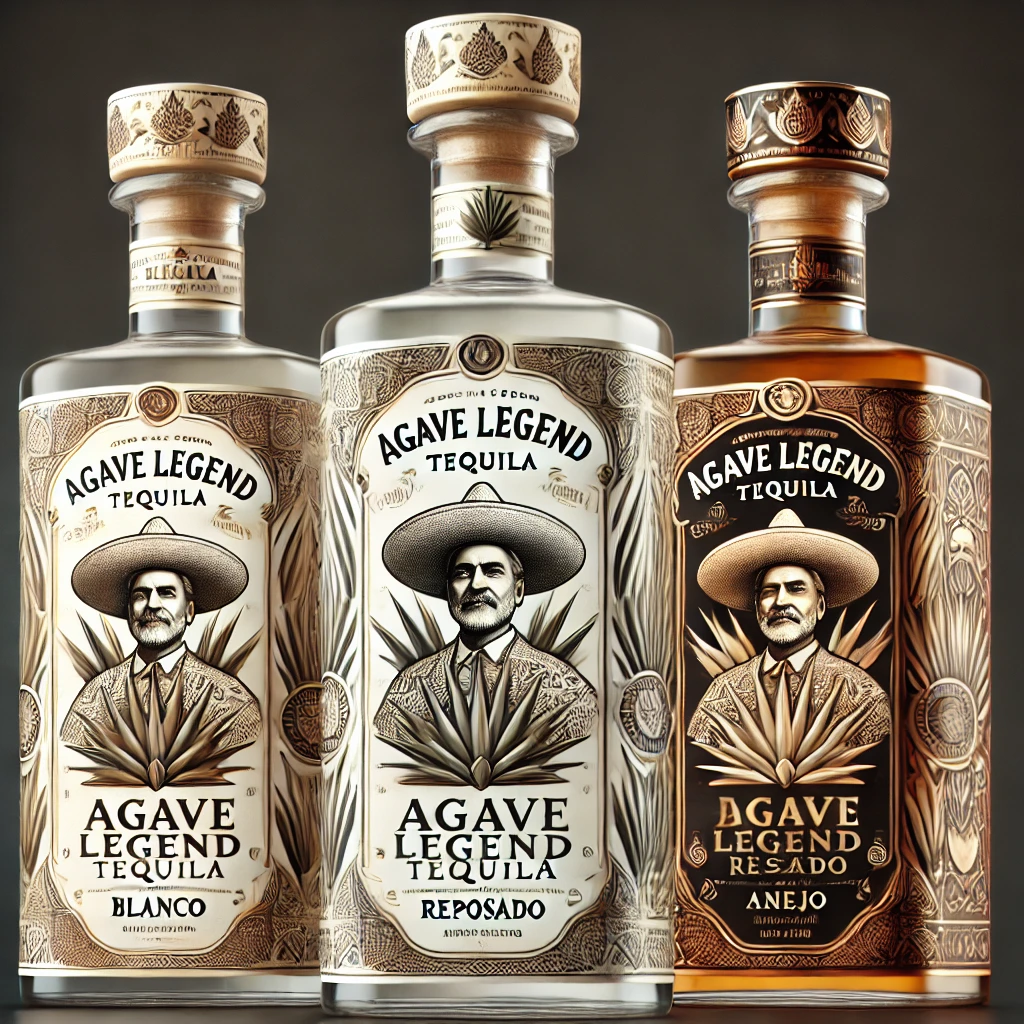 AGAVE LEGEND
TEQUILA
AGAVE
LEGEND
TEQUILA
BLANCO
AGAVE LEGEND
TEQUILA
AGAVE
LEGEND
TEQUILA
REPOSADO
AGAVE LEGEND
TEQUILA
AGAVE
LEGEND
RESADO
ANEJO